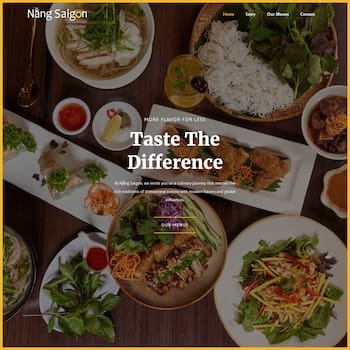 Nắng Saigon
Home Story Our Menus Contact
MORE FLAVOR FOR LESS
Taste The
Difference
At Nắng Saigon, we invite you on a culinary journey that marries the
rich traditions of Vietnamese cuisine with modern flavors and global
influences.
OUR MENUS